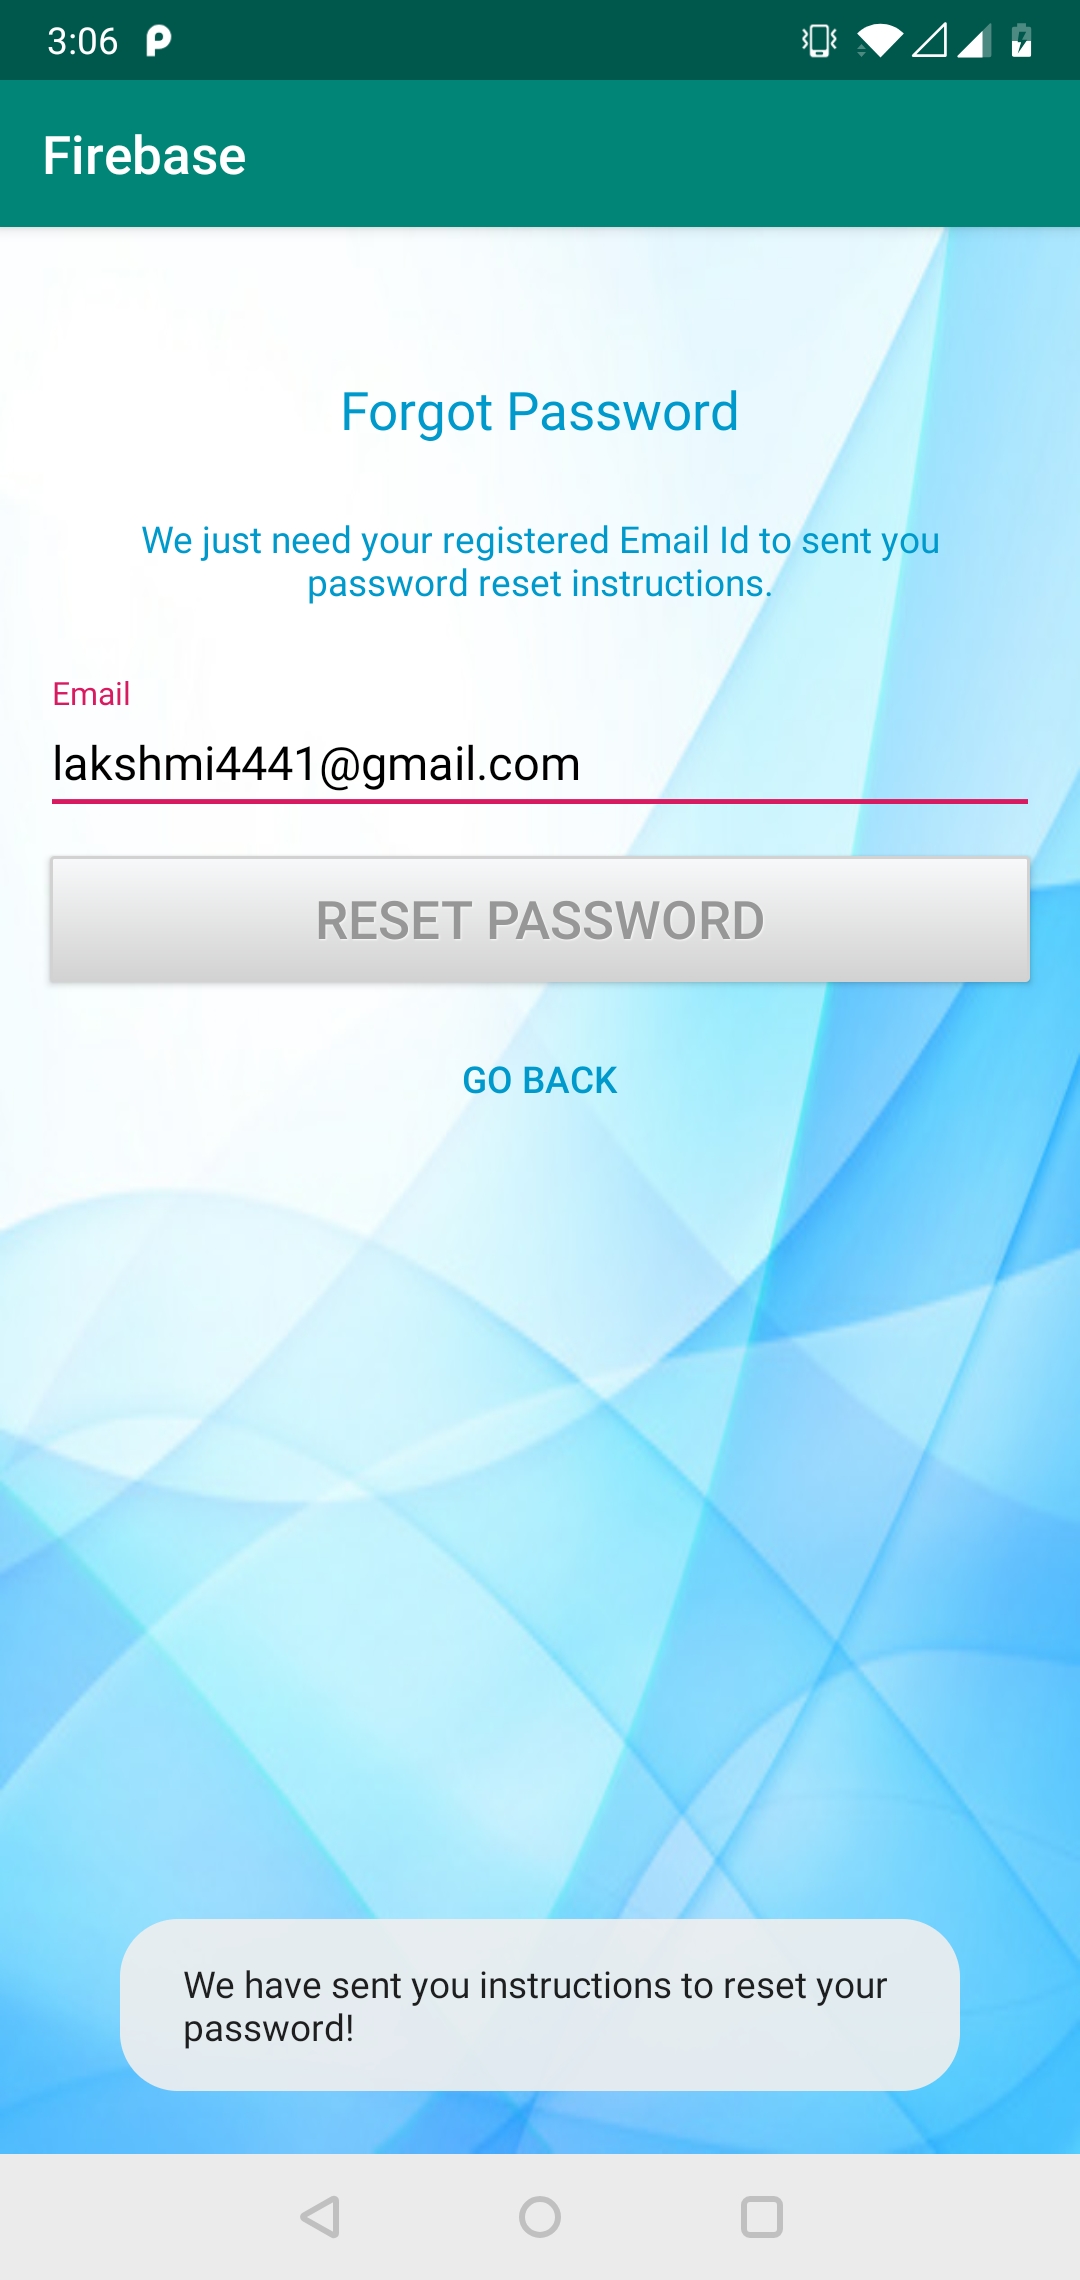 3:06
Firebase
Forgot Password
We just need your registered Email Id to sent you
password reset instructions.
Email
lakshmi4441@gmail.com
RESET PASSWORD
GO BACK
We have sent you instructions to reset your
password!